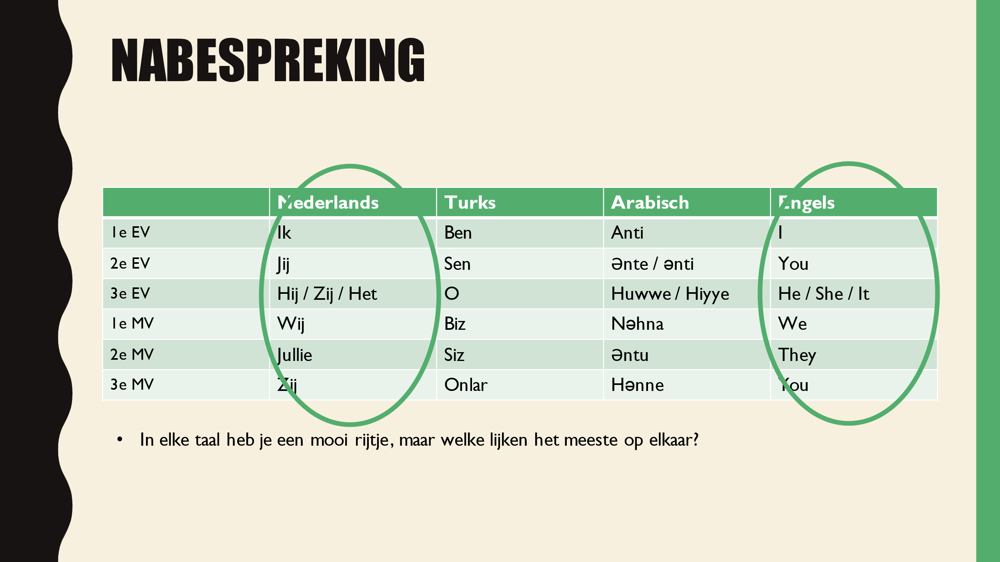 NABESPREKING
Nederlands Turks Arabisch Engels
1e EV Ik Ben Anti I
2e EV Jij Sen Ənte / ənti You
3e EV Hij / Zij / Het O Huwwe / Hiyye He / She / It
1e MV Wij Biz Nəhna We
2e MV Jullie Siz Əntu They
3e MV Zij Onlar Hənne You
• In elke taal heb je een mooi rijtje, maar welke lijken het meeste op elkaar?